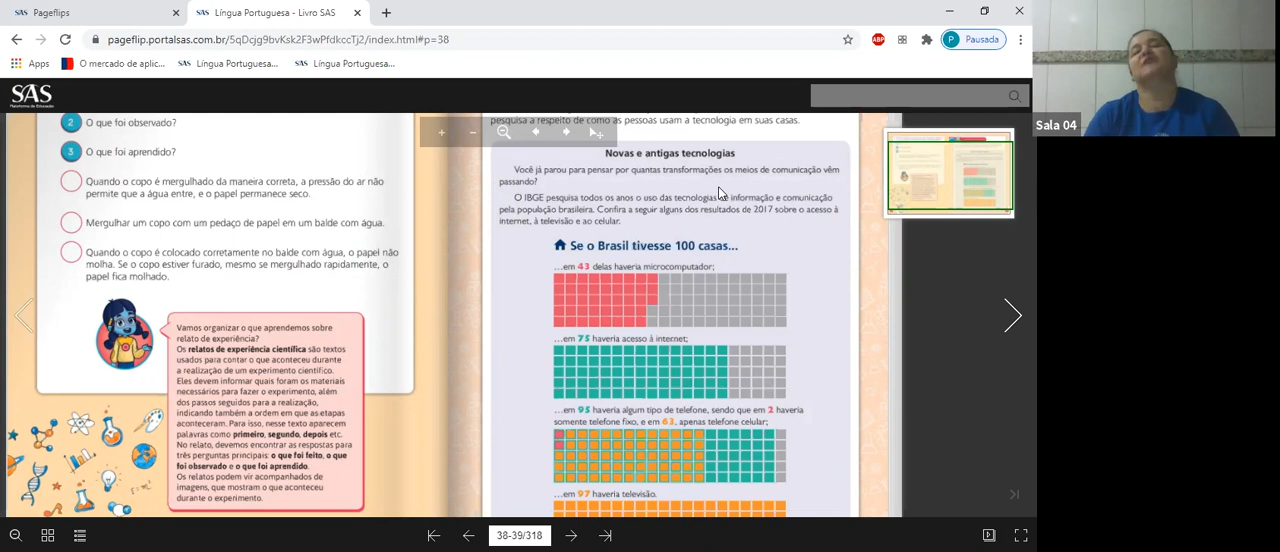 SAS Pageflips
SAS Língua Portuguesa - Livro SAS
pageflip.portalsas.com.br/5qDcjg9bvKsk2F3wPfdkccTj2/index.html#p=38
ABP
P Pausada
Apps
O mercado de aplic...
SAS Língua Portuguesa...
SAS Língua Portuguesa...
SAS
Plataforma de Educação
Sala 04
2 O que foi observado?
3 O que foi aprendido?
Quando o copo é mergulhado da maneira correta, a pressão do ar não
permite que a água entre, e o papel permanece seco.
Mergulhar um copo com um pedaço de papel em um balde com água.
Quando o copo é colocado corretamente no balde com água, o papel não
molha. Se o copo estiver furado, mesmo se mergulhado rapidamente, o
papel fica molhado.
Vamos organizar o que aprendemos sobre
relato de experiência?
Os relatos de experiência científica são textos
usados para contar o que aconteceu durante
a realização de um experimento científico.
Eles devem informar quais foram os materiais
necessários para fazer o experimento, além
dos passos seguidos para a realização,
indicando também a ordem em que as etapas
aconteceram. Para isso, nesse texto aparecem
palavras como primeiro, segundo, depois etc.
No relato, devemos encontrar as respostas para
três perguntas principais: o que foi feito, o que
foi observado e o que foi aprendido.
Os relatos podem vir acompanhados de
imagens, que mostram o que aconteceu
durante o experimento.
pesquisa a respeito de como as pessoas usam a tecnologia em suas casas.
Novas e antigas tecnologias
Você já parou para pensar por quantas transformações os meios de comunicação vêm
passando?
O IBGE pesquisa todos os anos o uso das tecnologias de informação e comunicação
pela população brasileira. Confira a seguir alguns dos resultados de 2017 sobre o acesso à
internet, à televisão e ao celular.
Se o Brasil tivesse 100 casas...
...em 43 delas haveria microcomputador;
...em 75 haveria acesso à internet;
...em 95 haveria algum tipo de telefone, sendo que em 2 haveria
somente telefone fixo, e em 63, apenas telefone celular;
...em 97 haveria televisão.
38-39/318